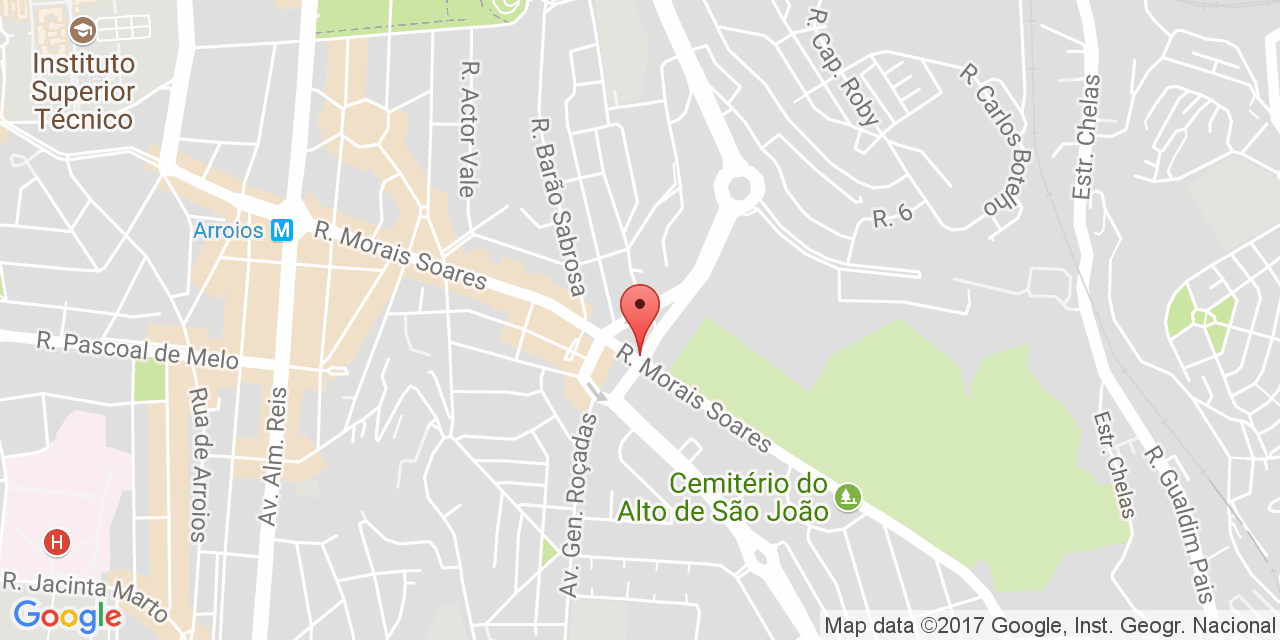 Instituto
Superior
Técnico
R. Actor Vale
R. Barão Sabrosa
R. Cap. Roby
R. Carlos Botelho
Estr. Chelas
R. 6
Arroios M
R. Morais Soares
R. Pascoal de Melo
Rua de Arroios
Av. Alm. Reis
R. Morais Soares
Av. Gen. Roçadas
Cemitério do
Alto de São João
Estr. Chelas
R. Gualdim Pais
H
R. Jacinta Marto
Google
Map data ©2017 Google, Inst. Geogr. Nacional